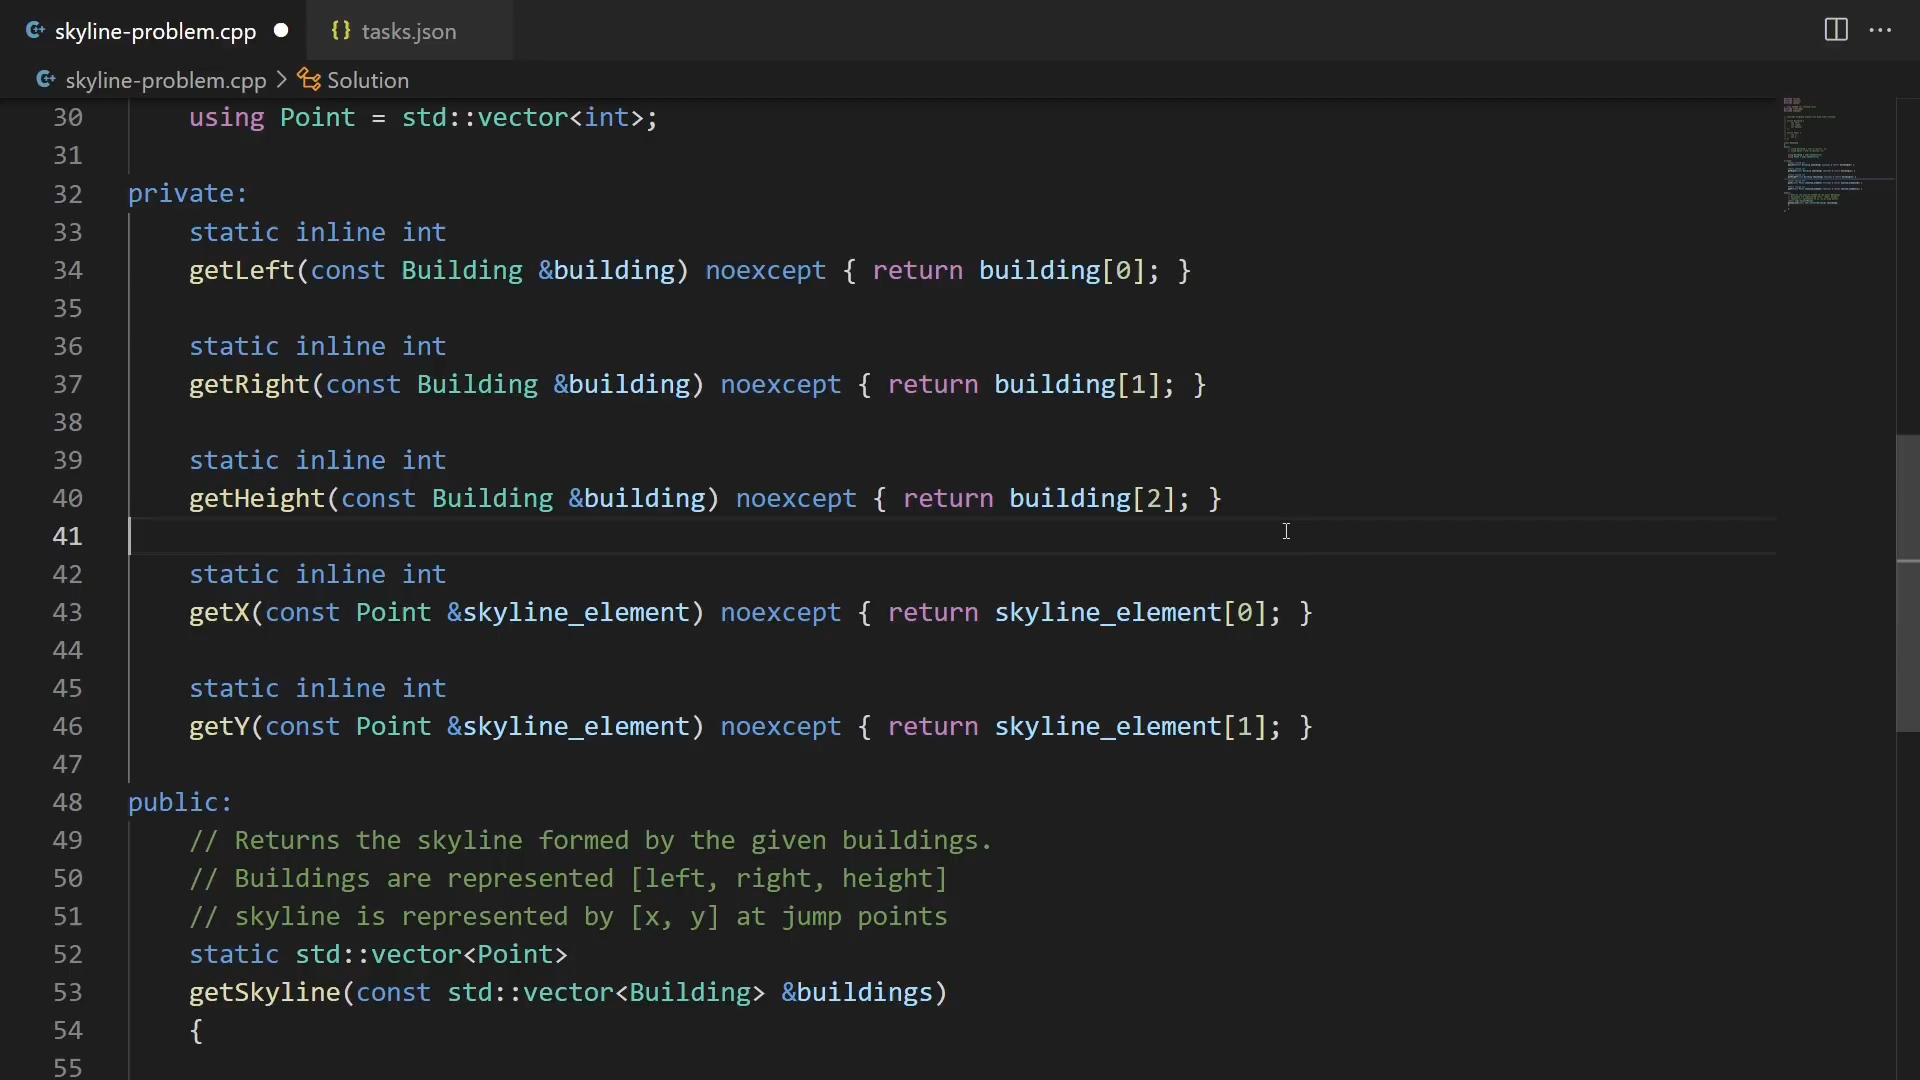 skyline-problem.cpp
{} tasks.json
skyline-problem.cpp > Solution
30 using Point = std::vector<int>;
31
32 private:
33 static inline int
34 getLeft(const Building &building) noexcept { return building[0]; }
35
36 static inline int
37 getRight(const Building &building) noexcept { return building[1]; }
38
39 static inline int
40 getHeight(const Building &building) noexcept { return building[2]; }
41
42 static inline int
43 getX(const Point &skyline_element) noexcept { return skyline_element[0]; }
44
45 static inline int
46 getY(const Point &skyline_element) noexcept { return skyline_element[1]; }
47
48 public:
49 // Returns the skyline formed by the given buildings.
50 // Buildings are represented [left, right, height]
51 // skyline is represented by [x, y] at jump points
52 static std::vector<Point>
53 getSkyline(const std::vector<Building> &buildings)
54 {
55